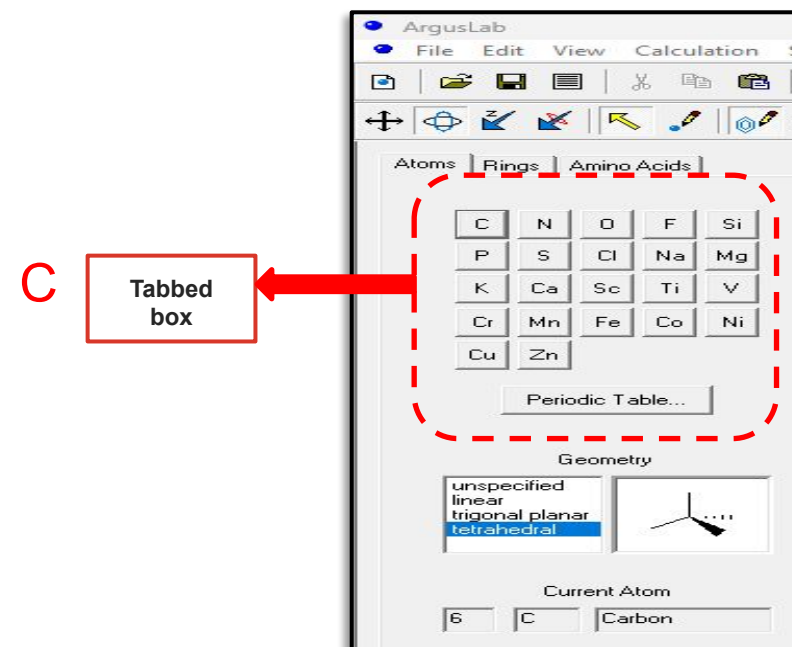 ArgusLab
File Edit View Calculation
Atoms Rings Amino Acids
C N O F Si
P S Cl Na Mg
K Ca Sc Ti V
Cr Mn Fe Co Ni
Cu Zn
Periodic Table...
C
Tabbed
box
Geometry
unspecified
linear
trigonal planar
tetrahedral
Current Atom
6 C Carbon